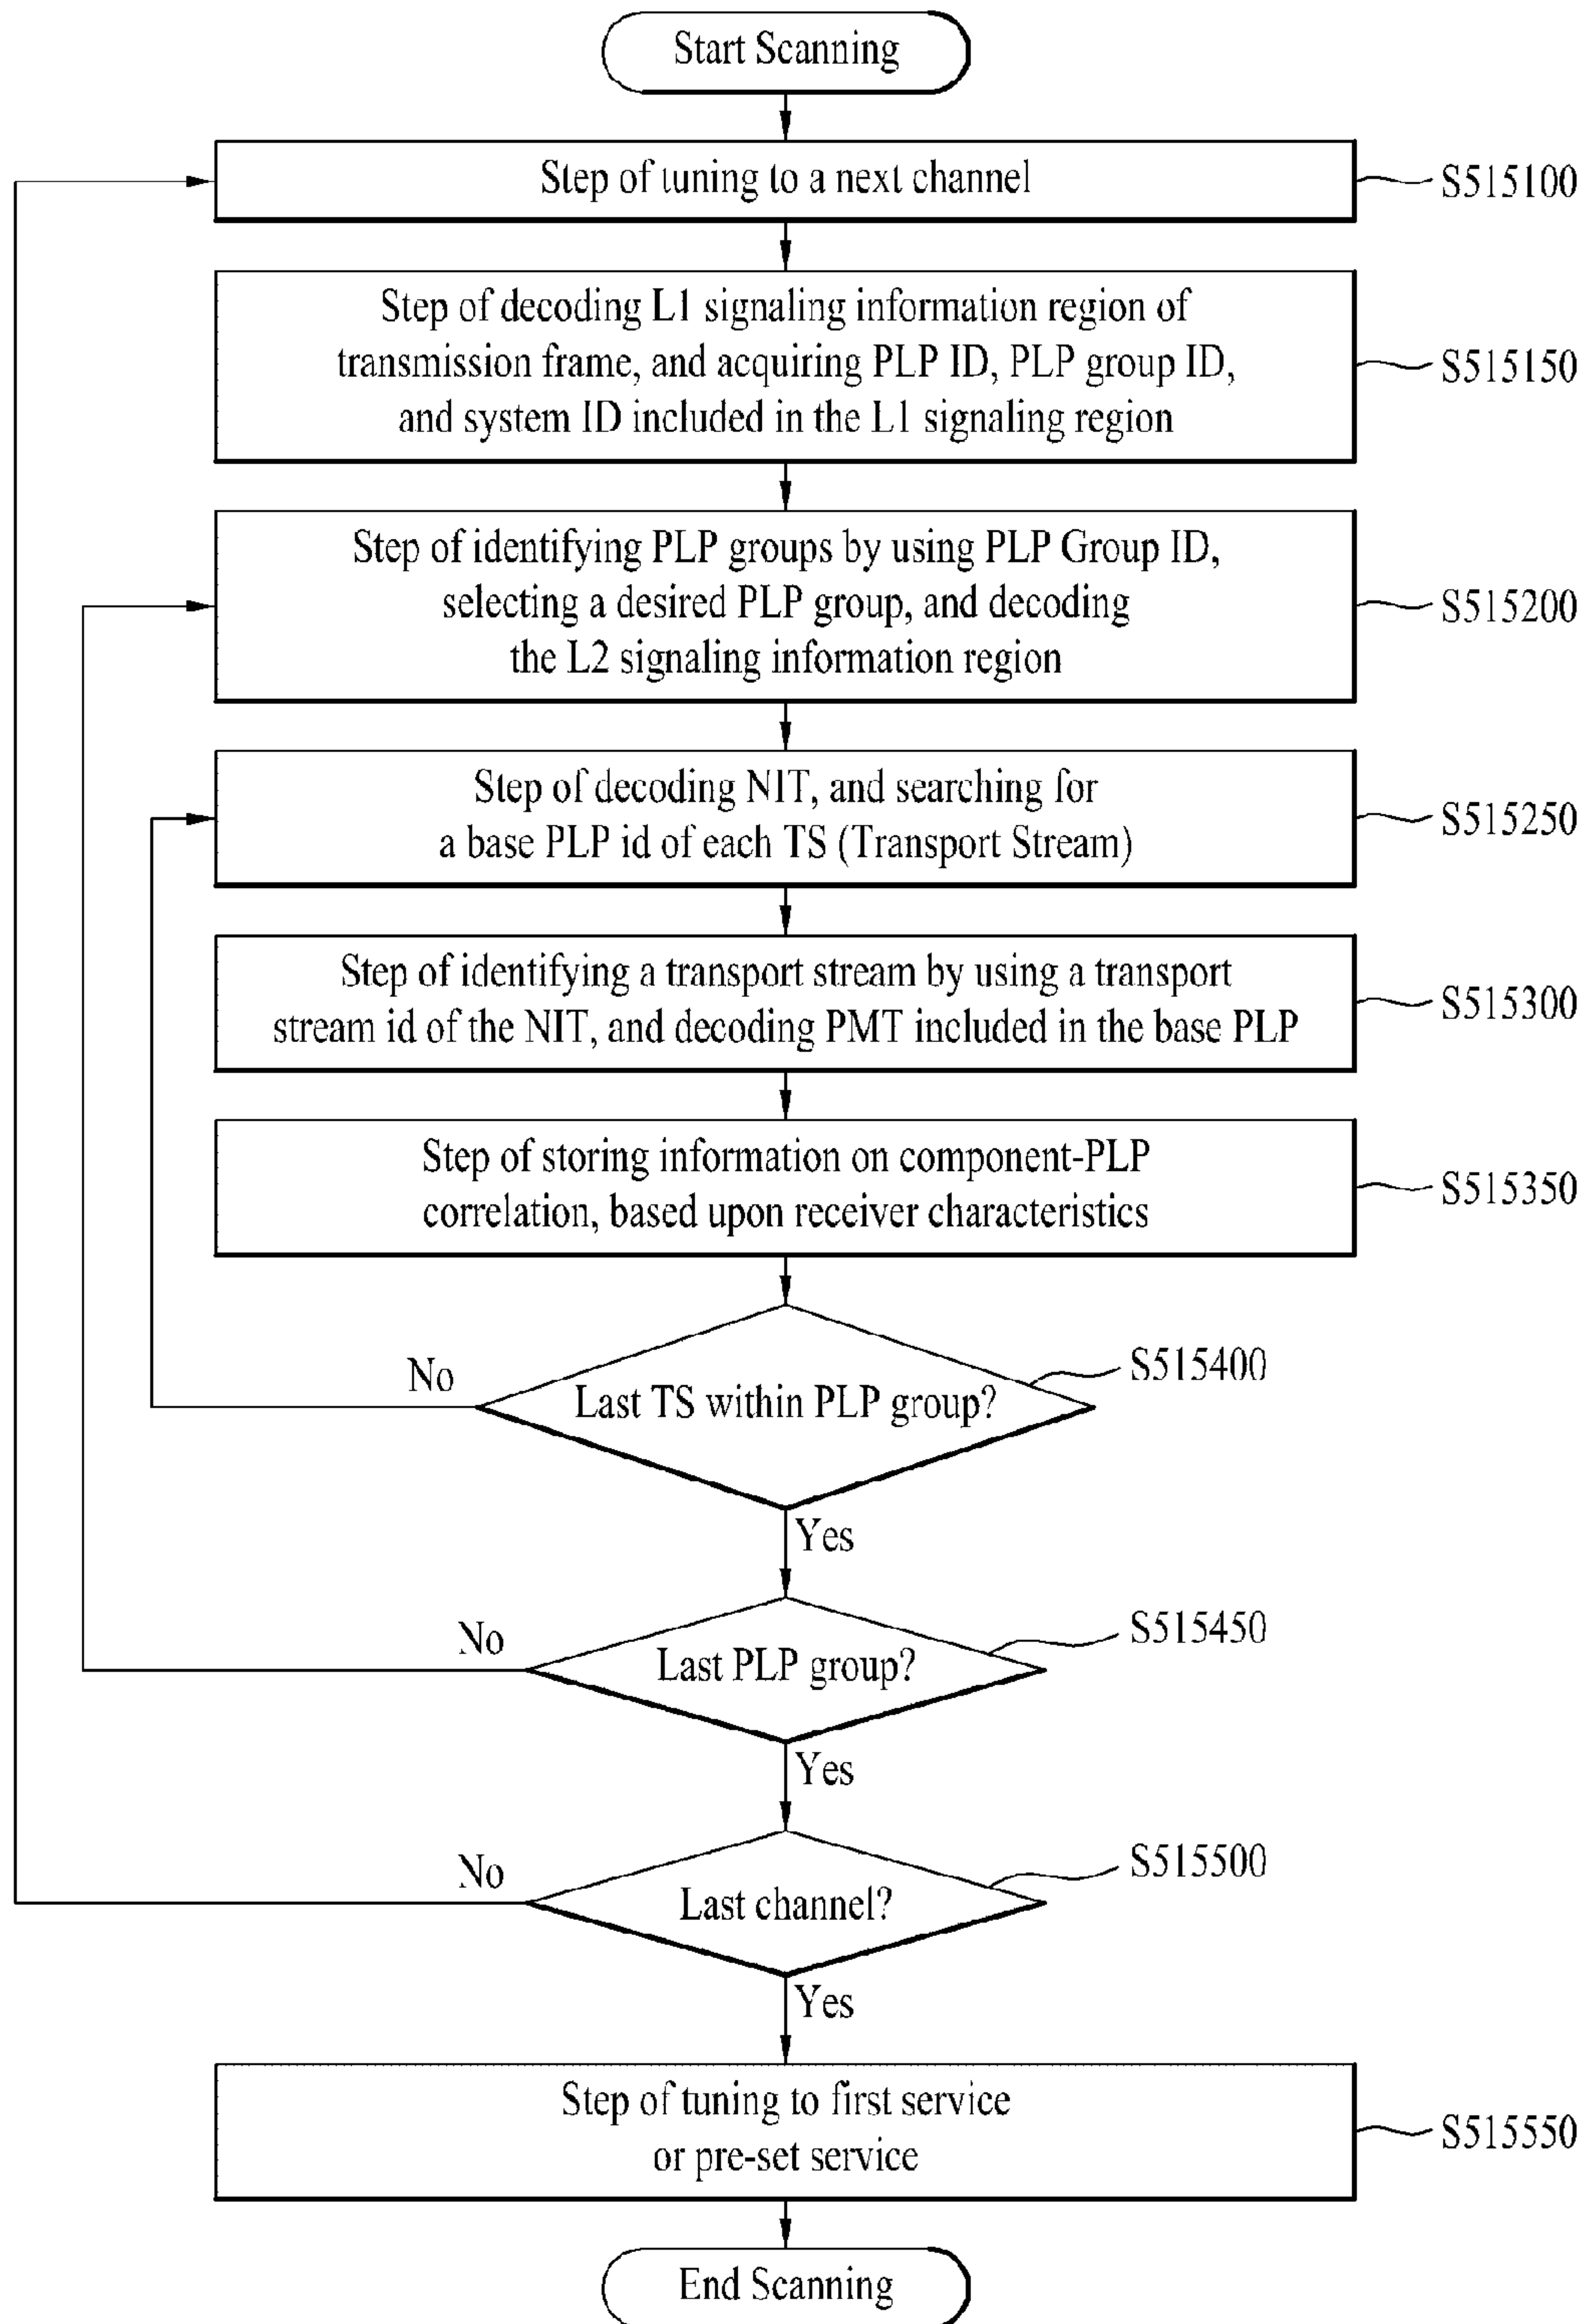 Start Scanning
Step of tuning to a next channel
S515100
Step of decoding L1 signaling information region of
transmission frame, and acquiring PLP ID, PLP group ID,
and system ID included in the L1 signaling region
S515150
Step of identifying PLP groups by using PLP Group ID,
selecting a desired PLP group, and decoding
the L2 signaling information region
S515200
Step of decoding NIT, and searching for
a base PLP id of each TS (Transport Stream)
S515250
Step of identifying a transport stream by using a transport
stream id of the NIT, and decoding PMT included in the base PLP
S515300
Step of storing information on component-PLP
correlation, based upon receiver characteristics
S515350
Last TS within PLP group?
S515400
No
Yes
Last PLP group?
S515450
No
Yes
Last channel?
S515500
No
Yes
Step of tuning to first service
or pre-set service
S515550
End Scanning